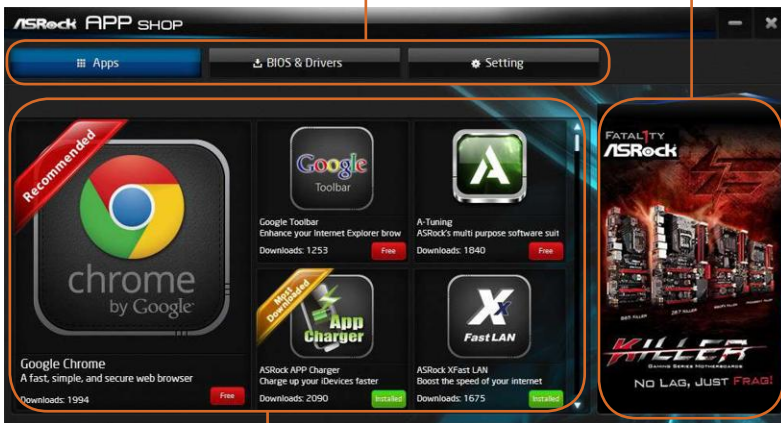 ASRock APP SHOP
Apps
BIOS & Drivers
Setting
Recommended
chrome
by Google
Google Chrome
A fast, simple, and secure web browser
Downloads: 1994
Free
Google
Toolbar
Google Toolbar
Enhance your Internet Explorer brow
Downloads: 1253
Free
A-Tuning
ASRock's multi purpose software suit
Downloads: 1840
Free
Most Downloaded
App
Charger
ASRock APP Charger
Charge up your iDevices faster
Downloads: 2090
Installed
Fast LAN
ASRock XFast LAN
Boost the speed of your internet
Downloads: 1675
Installed
FATAL1TY
ASRock
KILLER
GAMING SERIES MOTHERBOARDS
NO LAG, JUST FRAG!